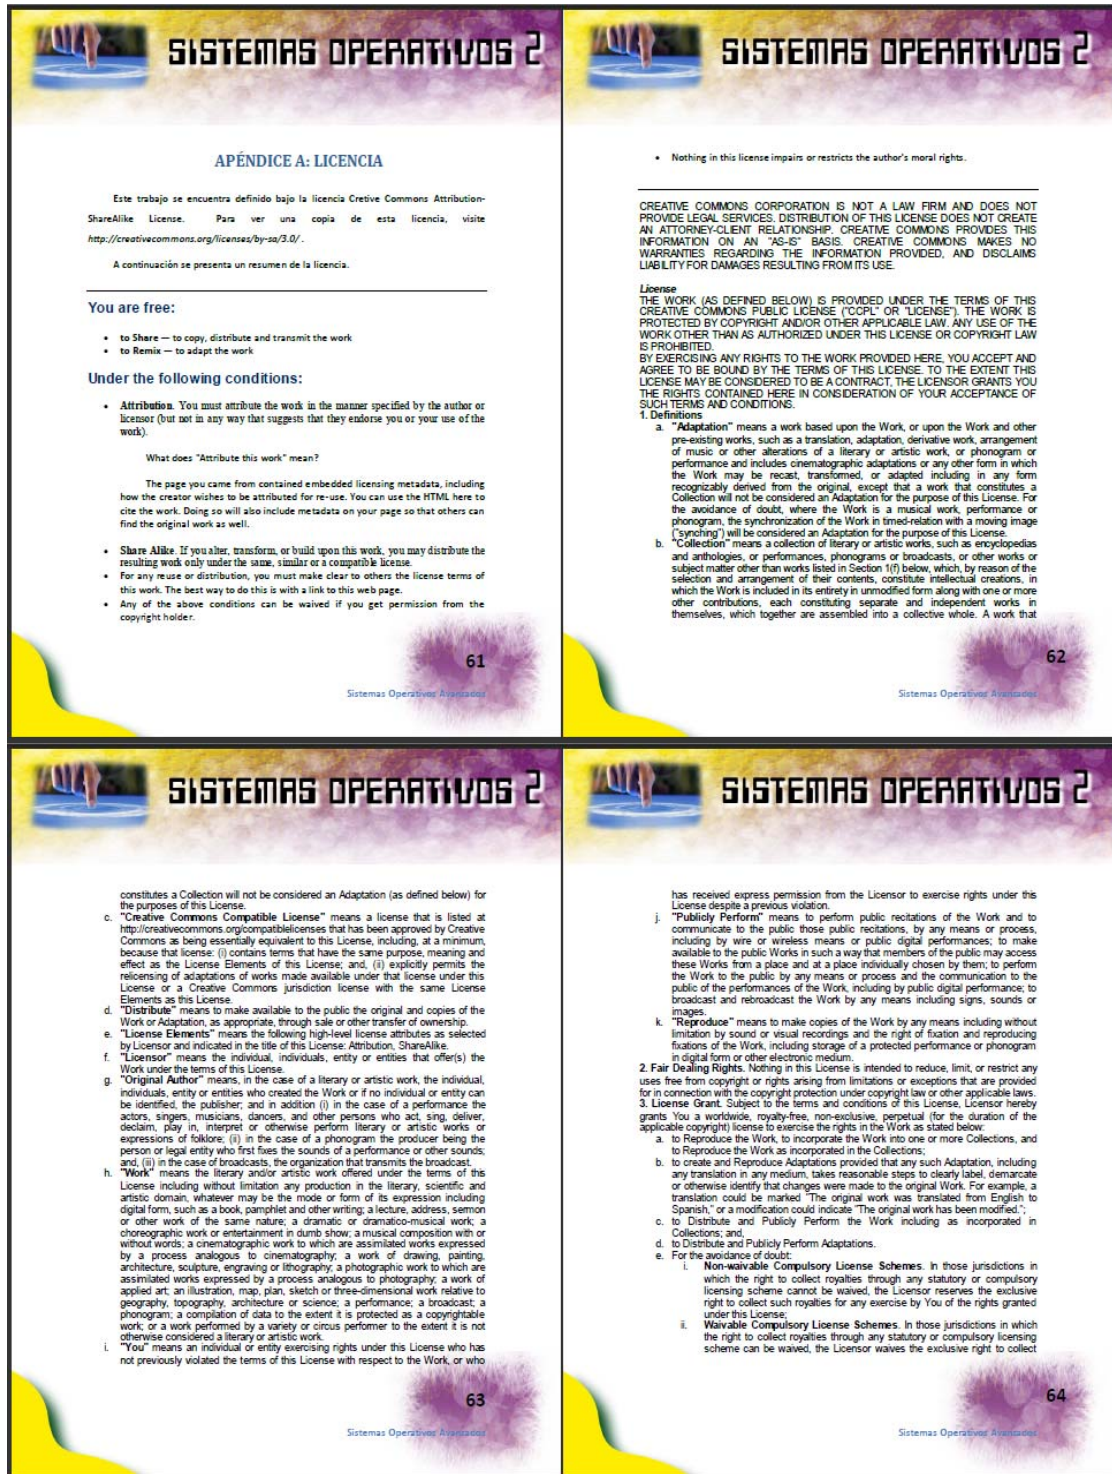 SISTEMAS OPERATIVOS 2
APÉNDICE A: LICENCIA
Este trabajo se encuentra definido bajo la licencia Cretive Commons Attribution-
ShareAlike License. Para ver una copia de esta licencia, visite
http://creativecommons.org/licenses/by-sa/3.0/ .
A continuación se presenta un resumen de la licencia.
You are free:
• to Share — to copy, distribute and transmit the work
• to Remix — to adapt the work
Under the following conditions:
• Attribution. You must attribute the work in the manner specified by the author or
licensor (but not in any way that suggests that they endorse you or your use of the
work).
What does "Attribute this work" mean?
The page you came from contained embedded licensing metadata, including
how the creator wishes to be attributed for re-use. You can use the HTML here to
cite the work. Doing so will also include metadata on your page so that others can
find the original work as well.
• Share Alike. If you alter, transform, or build upon this work, you may distribute the
resulting work only under the same, similar or a compatible license.
• For any reuse or distribution, you must make clear to others the license terms of
this work. The best way to do this is with a link to this web page.
• Any of the above conditions can be waived if you get permission from the
copyright holder.
61
Sistemas Operativos Avanzados
SISTEMAS OPERATIVOS 2
• Nothing in this license impairs or restricts the author's moral rights.
CREATIVE COMMONS CORPORATION IS NOT A LAW FIRM AND DOES NOT
PROVIDE LEGAL SERVICES. DISTRIBUTION OF THIS LICENSE DOES NOT CREATE
AN ATTORNEY-CLIENT RELATIONSHIP. CREATIVE COMMONS PROVIDES THIS
INFORMATION ON AN "AS-IS" BASIS. CREATIVE COMMONS MAKES NO
WARRANTIES REGARDING THE INFORMATION PROVIDED, AND DISCLAIMS
LIABILITY FOR DAMAGES RESULTING FROM ITS USE.
License
THE WORK (AS DEFINED BELOW) IS PROVIDED UNDER THE TERMS OF THIS
CREATIVE COMMONS PUBLIC LICENSE ("CCPL" OR "LICENSE"). THE WORK IS
PROTECTED BY COPYRIGHT AND/OR OTHER APPLICABLE LAW. ANY USE OF THE
WORK OTHER THAN AS AUTHORIZED UNDER THIS LICENSE OR COPYRIGHT LAW
IS PROHIBITED.
BY EXERCISING ANY RIGHTS TO THE WORK PROVIDED HERE, YOU ACCEPT AND
AGREE TO BE BOUND BY THE TERMS OF THIS LICENSE. TO THE EXTENT THIS
LICENSE MAY BE CONSIDERED TO BE A CONTRACT, THE LICENSOR GRANTS YOU
THE RIGHTS CONTAINED HERE IN CONSIDERATION OF YOUR ACCEPTANCE OF
SUCH TERMS AND CONDITIONS.
1. Definitions
a. "Adaptation" means a work based upon the Work, or upon the Work and other
pre-existing works, such as a translation, adaptation, derivative work, arrangement
of music or other alterations of a literary or artistic work, or phonogram or
performance and includes cinematographic adaptations or any other form in which
the Work may be recast, transformed, or adapted including in any form
recognizably derived from the original, except that a work that constitutes a
Collection will not be considered an Adaptation for the purpose of this License. For
the avoidance of doubt, where the Work is a musical work, performance or
phonogram, the synchronization of the Work in timed-relation with a moving image
("synching") will be considered an Adaptation for the purpose of this License.
b. "Collection" means a collection of literary or artistic works, such as encyclopedias
and anthologies, or performances, phonograms or broadcasts, or other works or
subject matter other than works listed in Section 1(f) below, which, by reason of the
selection and arrangement of their contents, constitute intellectual creations, in
which the Work is included in its entirety in unmodified form along with one or more
other contributions, each constituting separate and independent works in
themselves, which together are assembled into a collective whole. A work that
62
Sistemas Operativos Avanzados
SISTEMAS OPERATIVOS 2
constitutes a Collection will not be considered an Adaptation (as defined below) for
the purposes of this License.
c. "Creative Commons Compatible License" means a license that is listed at
http://creativecommons.org/compatiblelicenses that has been approved by Creative
Commons as being essentially equivalent to this License, including, at a minimum,
because that license: (i) contains terms that have the same purpose, meaning and
effect as the License Elements of this License; and, (ii) explicitly permits the
relicensing of adaptations of works made available under that license under this
License or a Creative Commons jurisdiction license with the same License
Elements as this License.
d. "Distribute" means to make available to the public the original and copies of the
Work or Adaptation, as appropriate, through sale or other transfer of ownership.
e. "License Elements" means the following high-level license attributes as selected
by Licensor and indicated in the title of this License: Attribution, ShareAlike.
f. "Licensor" means the individual, individuals, entity or entities that offer(s) the
Work under the terms of this License.
g. "Original Author" means, in the case of a literary or artistic work, the individual,
individuals, entity or entities who created the Work or if no individual or entity can
be identified, the publisher; and in addition (i) in the case of a performance the
actors, singers, musicians, dancers, and other persons who act, sing, deliver,
declaim, play in, interpret or otherwise perform literary or artistic works or
expressions of folklore; (ii) in the case of a phonogram the producer being the
person or legal entity who first fixes the sounds of a performance or other sounds;
and, (iii) in the case of broadcasts, the organization that transmits the broadcast.
h. "Work" means the literary and/or artistic work offered under the terms of this
License including without limitation any production in the literary, scientific and
artistic domain, whatever may be the mode or form of its expression including
digital form, such as a book, pamphlet and other writing; a lecture, address, sermon
or other work of the same nature; a dramatic or dramatico-musical work; a
choreographic work or entertainment in dumb show; a musical composition with or
without words; a cinematographic work to which are assimilated works expressed
by a process analogous to cinematography; a work of drawing, painting,
architecture, sculpture, engraving or lithography; a photographic work to which are
assimilated works expressed by a process analogous to photography; a work of
applied art; an illustration, map, plan, sketch or three-dimensional work relative to
geography, topography, architecture or science; a performance; a broadcast; a
phonogram; a compilation of data to the extent it is protected as a copyrightable
work; or a work performed by a variety or circus performer to the extent it is not
otherwise considered a literary or artistic work.
i. "You" means an individual or entity exercising rights under this License who has
not previously violated the terms of this License with respect to the Work, or who
63
Sistemas Operativos Avanzados
SISTEMAS OPERATIVOS 2
has received express permission from the Licensor to exercise rights under this
License despite a previous violation.
j. "Publicly Perform" means to perform public recitations of the Work and to
communicate to the public those public recitations, by any means or process,
including by wire or wireless means or public digital performances; to make
available to the public Works in such a way that members of the public may access
these Works from a place and at a place individually chosen by them; to perform
the Work to the public by any means or process and the communication to the
public of the performances of the Work, including by public digital performance; to
broadcast and rebroadcast the Work by any means including signs, sounds or
images.
k. "Reproduce" means to make copies of the Work by any means including without
limitation by sound or visual recordings and the right of fixation and reproducing
fixations of the Work, including storage of a protected performance or phonogram
in digital form or other electronic medium.
2. Fair Dealing Rights. Nothing in this License is intended to reduce, limit, or restrict any
uses free from copyright or rights arising from limitations or exceptions that are provided
for in connection with the copyright protection under copyright law or other applicable laws.
3. License Grant. Subject to the terms and conditions of this License, Licensor hereby
grants You a worldwide, royalty-free, non-exclusive, perpetual (for the duration of the
applicable copyright) license to exercise the rights in the Work as stated below:
a. to Reproduce the Work, to incorporate the Work into one or more Collections, and
to Reproduce the Work as incorporated in the Collections;
b. to create and Reproduce Adaptations provided that any such Adaptation, including
any translation in any medium, takes reasonable steps to clearly label, demarcate
or otherwise identify that changes were made to the original Work. For example, a
translation could be marked "The original work was translated from English to
Spanish," or a modification could indicate "The original work has been modified.";
c. to Distribute and Publicly Perform the Work including as incorporated in
Collections; and,
d. to Distribute and Publicly Perform Adaptations.
e. For the avoidance of doubt:
i. Non-waivable Compulsory License Schemes. In those jurisdictions in
which the right to collect royalties through any statutory or compulsory
licensing scheme cannot be waived, the Licensor reserves the exclusive
right to collect such royalties for any exercise by You of the rights granted
under this License;
ii. Waivable Compulsory License Schemes. In those jurisdictions in which
the right to collect royalties through any statutory or compulsory licensing
scheme can be waived, the Licensor waives the exclusive right to collect
64
Sistemas Operativos Avanzados